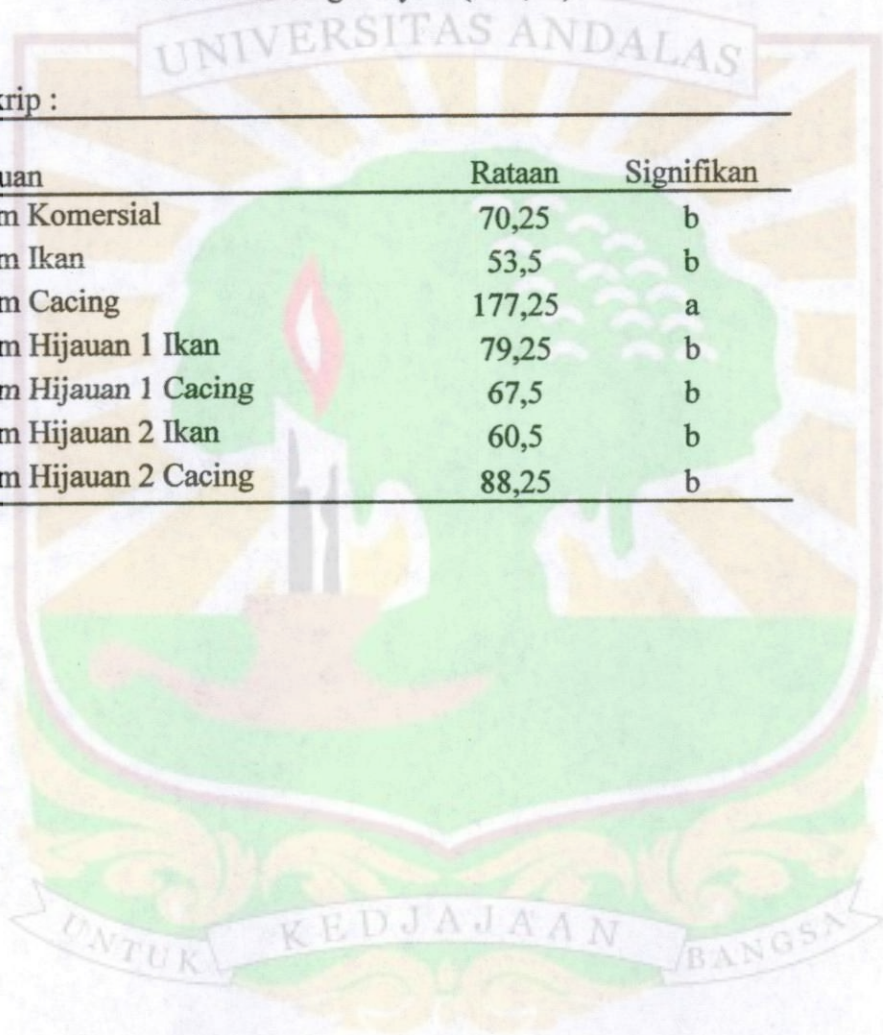 UNIVERSITAS ANDALAS
krip :
uan Rataan Signifikan
m Komersial 70,25 b
m Ikan 53,5 b
m Cacing 177,25 a
m Hijauan 1 Ikan 79,25 b
m Hijauan 1 Cacing 67,5 b
m Hijauan 2 Ikan 60,5 b
m Hijauan 2 Cacing 88,25 b
UNTUK KEDJAJAAN BANGSA